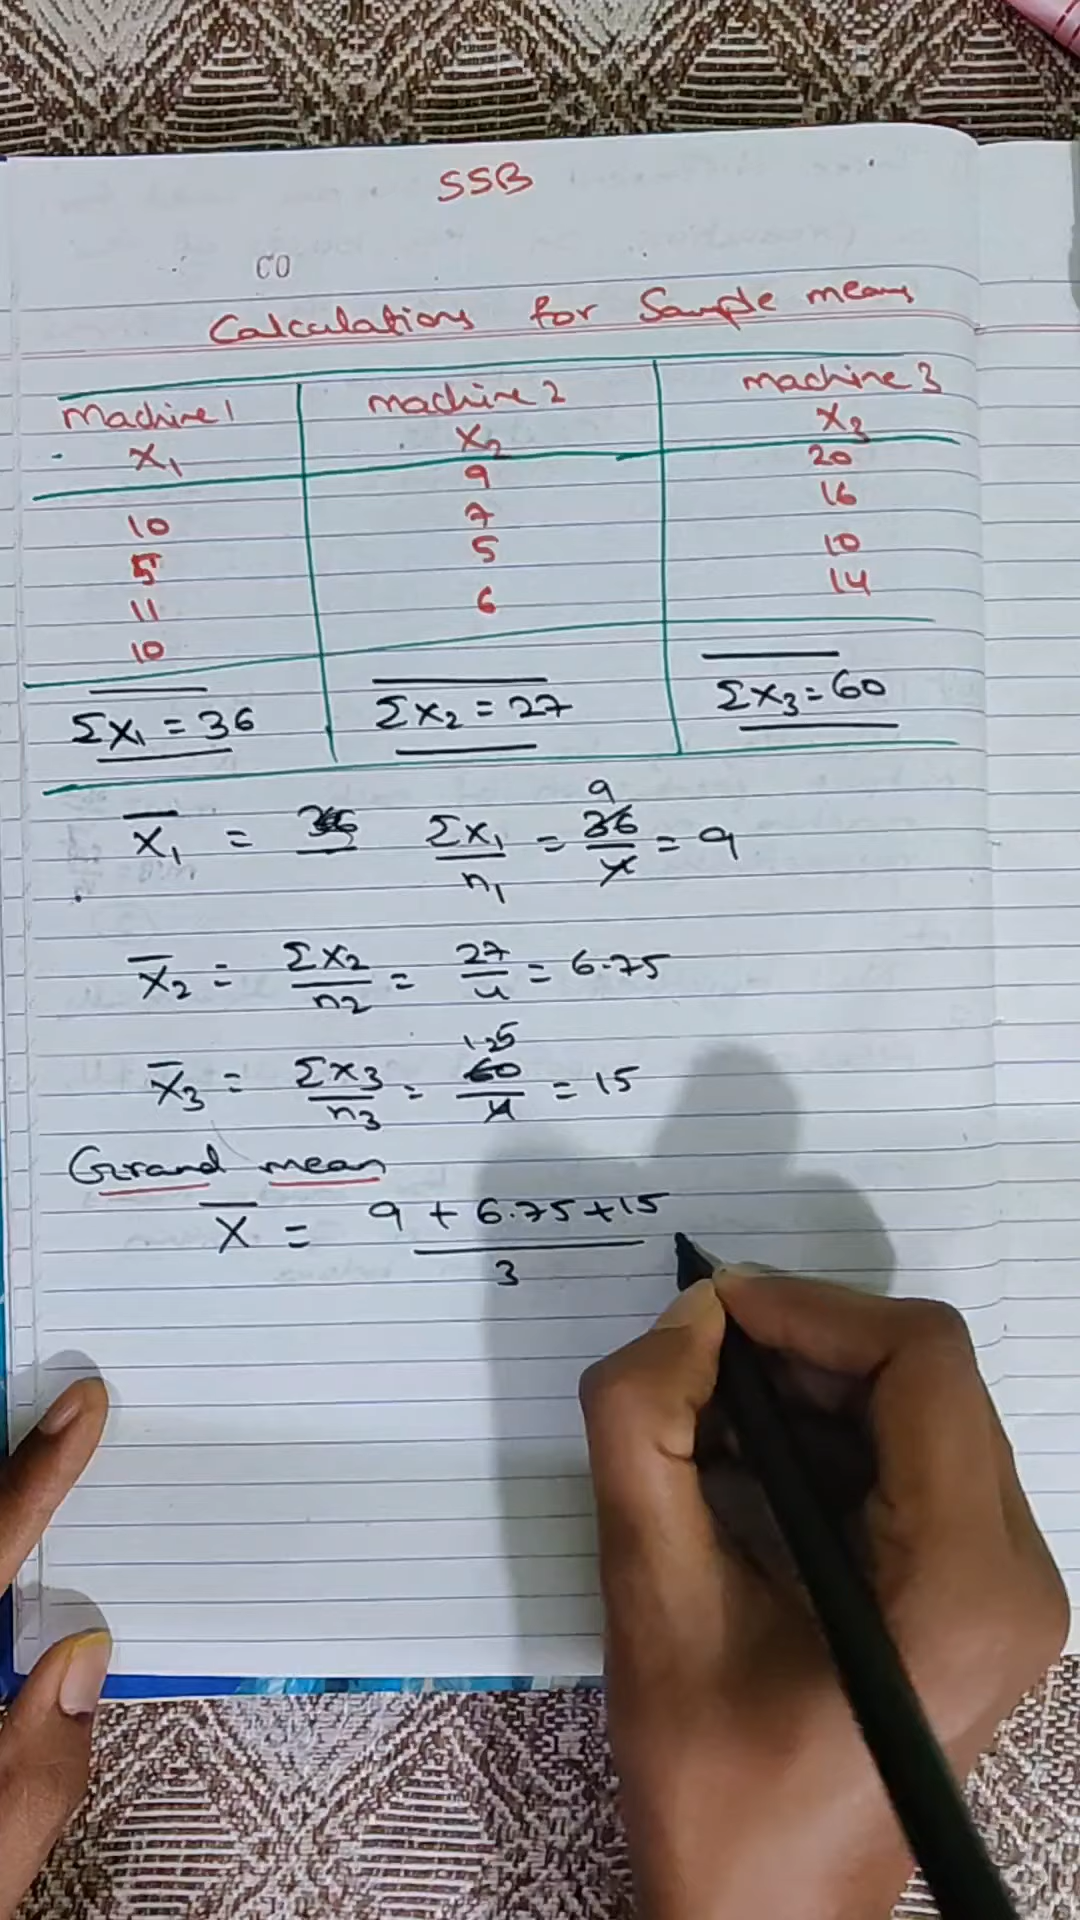 SSB
CO
Calculations for Sample means
Machine 1 machine 2 machine 3
X₁ X₂ X₃
10 9 20
5 7 16
11 5 10
10 6 14
ΣX₁ = 36 ΣX₂ = 27 ΣX₃ = 60
9
X̄₁ = ΣX₁/n₁ = 36/4 = 9
X̄₂ = ΣX₂/n₂ = 27/4 = 6.75
X̄₃ = ΣX₃/n₃ = 60/4 = 15
Grand mean
X̄ = 9 + 6.75 + 15
3